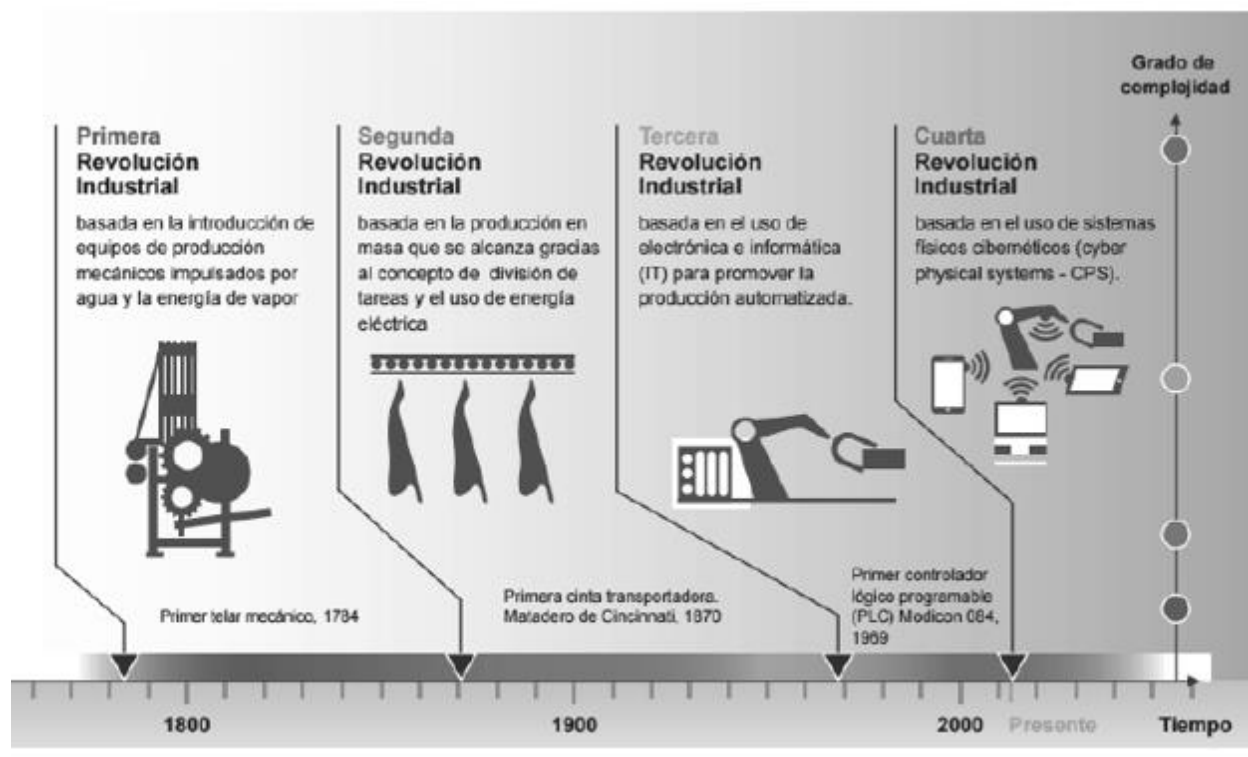 Grado de
complejidad
Primera
Revolución
Industrial
basada en la introducción de
equipos de producción
mecánicos impulsados por
agua y la energía de vapor
Segunda
Revolución
Industrial
basada en la producción en
masa que se alcanza gracias
al concepto de división de
tareas y el uso de energía
eléctrica
Tercera
Revolución
Industrial
basada en el uso de
electrónica e informática
(IT) para promover la
producción automatizada.
Cuarta
Revolución
Industrial
basada en el uso de sistemas
físicos cibernéticos (cyber
physical systems - CPS).
Primer telar mecánico, 1784
Primera cinta transportadora.
Matadero de Cincinnati, 1870
Primer controlador
lógico programable
(PLC) Modicon 084,
1969
1800
1900
2000
Presente
Tiempo